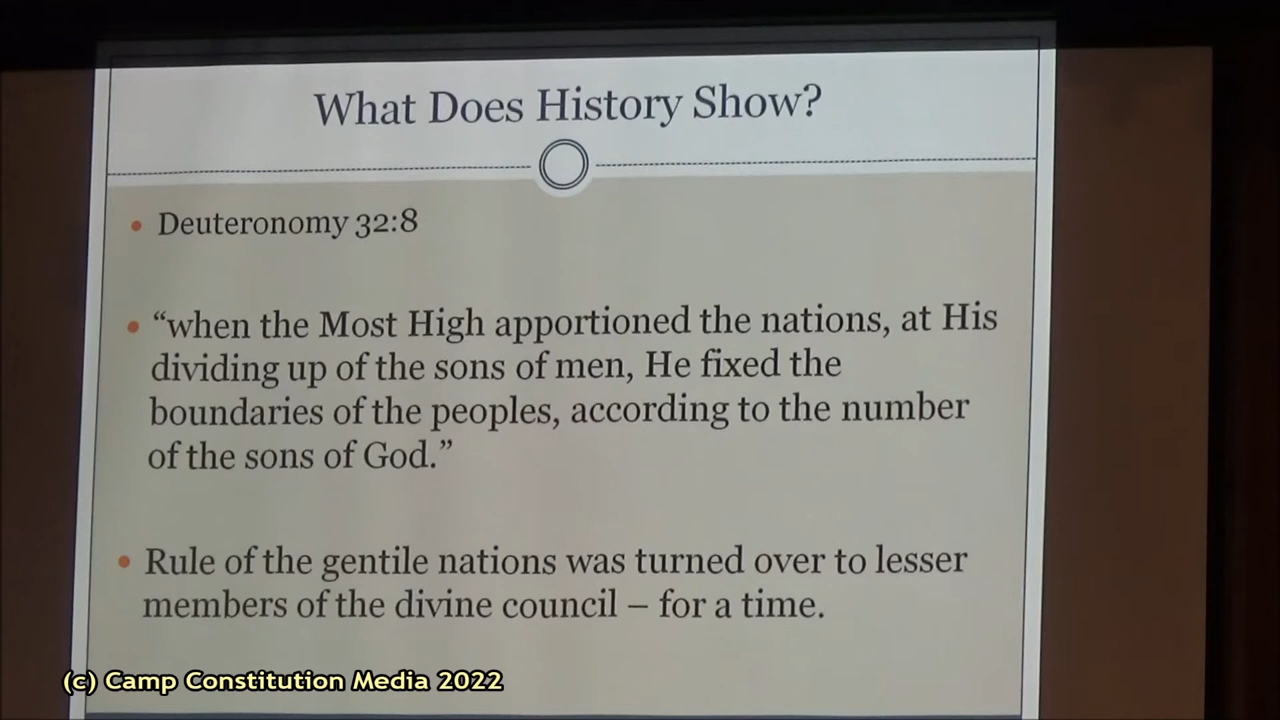 What Does History Show?
• Deuteronomy 32:8
• “when the Most High apportioned the nations, at His
dividing up of the sons of men, He fixed the
boundaries of the peoples, according to the number
of the sons of God.”
• Rule of the gentile nations was turned over to lesser
members of the divine council – for a time.
(c) Camp Constitution Media 2022